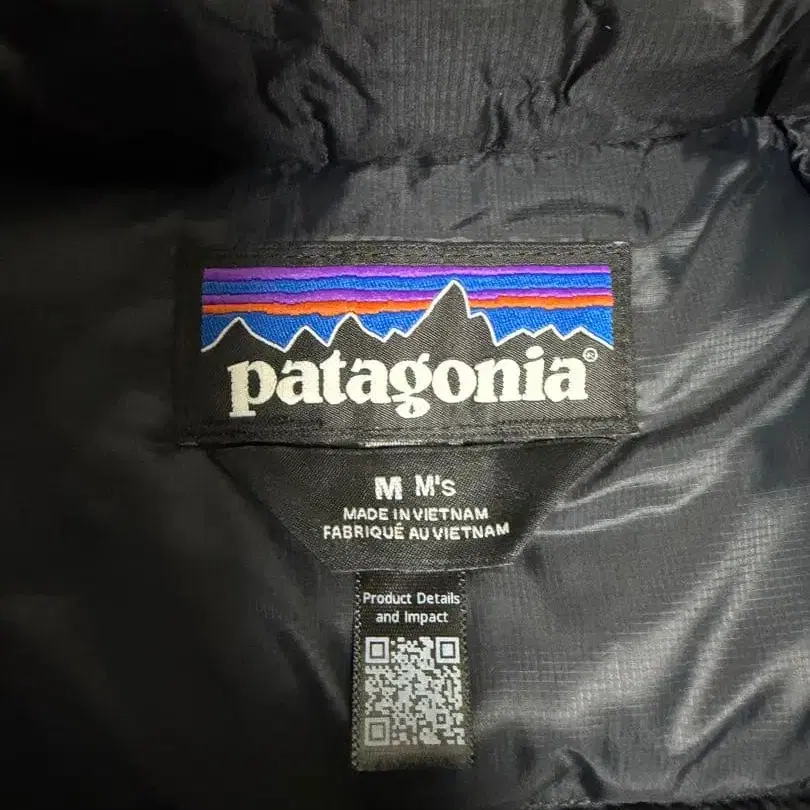 patagonia®
M M's
MADE IN VIETNAM
FABRIQUÉ AU VIETNAM
Product Details
and Impact